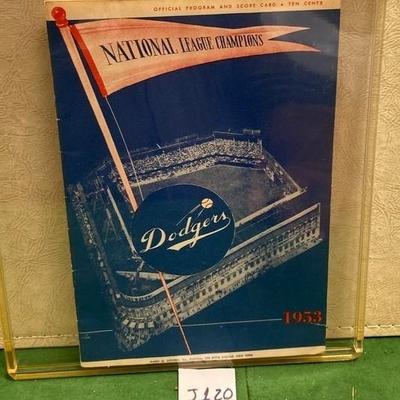 OFFICIAL PROGRAM AND SCORE CARD • TEN CENTS
NATIONAL LEAGUE CHAMPIONS
Dodgers
1953
J120